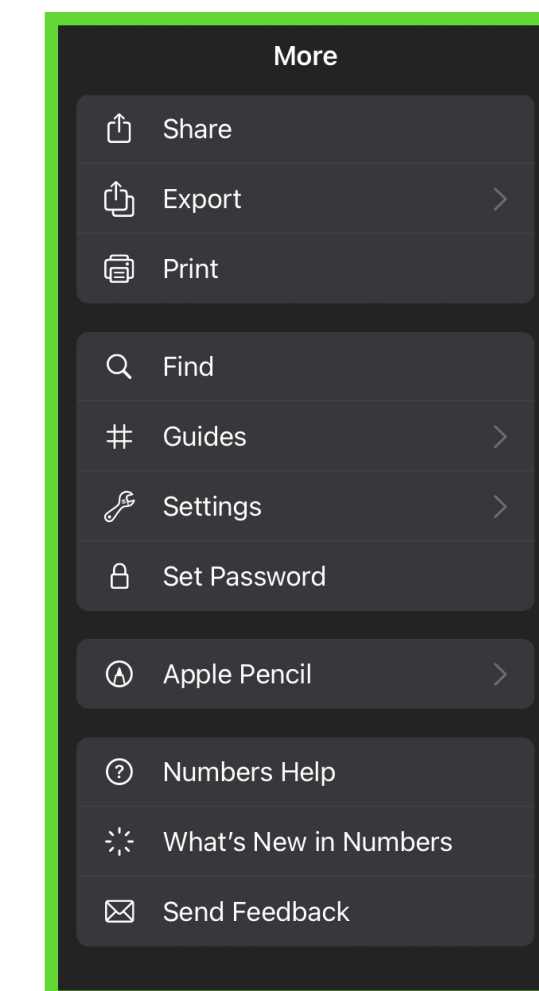 More
Share
Export
Print
Find
Guides
Settings
Set Password
Apple Pencil
Numbers Help
What’s New in Numbers
Send Feedback